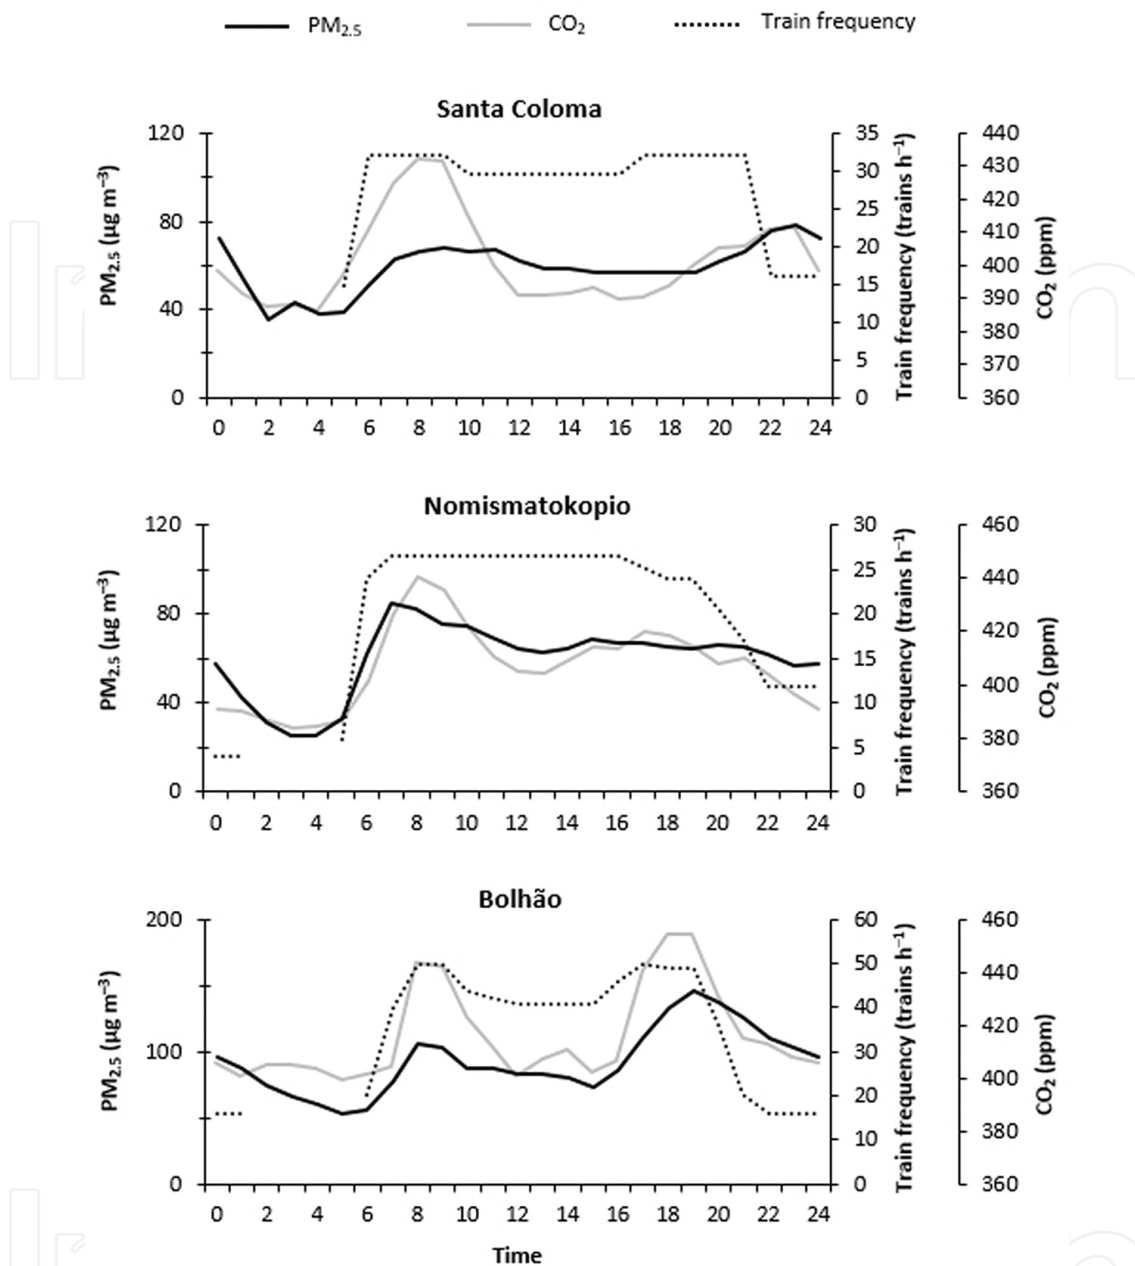 PM2.5 CO2 Train frequency
Santa Coloma
120 80 40 0
PM2.5 (µg m⁻³)
35 30 25 20 15 10 5 0
Train frequency (trains h⁻¹)
440 430 420 410 400 390 380 370 360
CO2 (ppm)
0 2 4 6 8 10 12 14 16 18 20 22 24
Nomismatokopio
120 80 40 0
PM2.5 (µg m⁻³)
30 25 20 15 10 5 0
Train frequency (trains h⁻¹)
460 440 420 400 380 360
CO2 (ppm)
0 2 4 6 8 10 12 14 16 18 20 22 24
Bolhão
200 100 0
PM2.5 (µg m⁻³)
60 50 40 30 20 10 0
Train frequency (trains h⁻¹)
460 440 420 400 380 360
CO2 (ppm)
0 2 4 6 8 10 12 14 16 18 20 22 24
Time